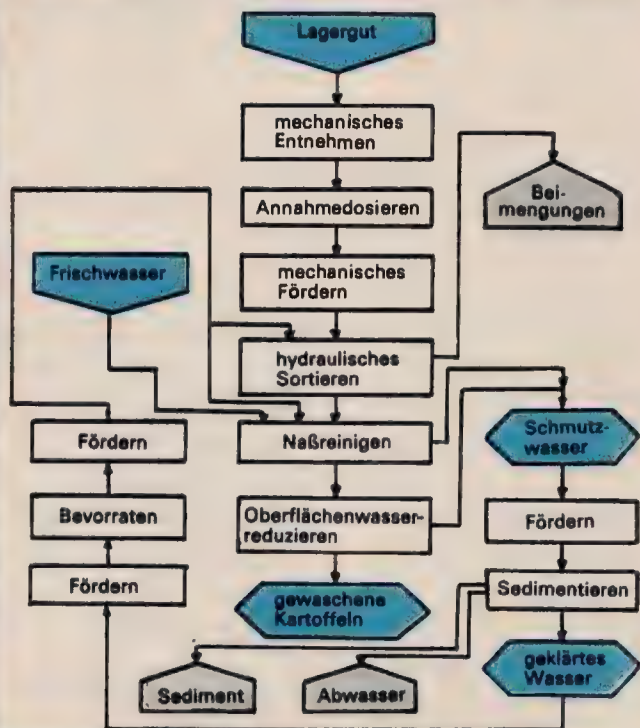 Lagergut
mechanisches
Entnehmen
Annahmedosieren
Bei-
mengungen
mechanisches
Fördern
Frischwasser
hydraulisches
Sortieren
Fördern
Naßreinigen
Schmutz-
wasser
Bevorraten
Oberflächenwasser-
reduzieren
Fördern
Fördern
gewaschene
Kartoffeln
Sedimentieren
Sediment
Abwasser
geklärtes
Wasser